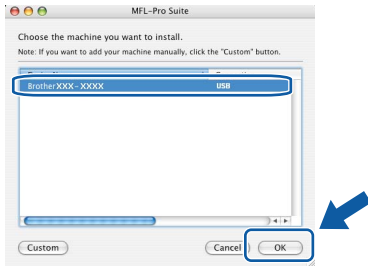 MFL-Pro Suite
Choose the machine you want to install.
Note: If you want to add your machine manually, click the "Custom" button.
BrotherXXX-XXXX USB
Custom Cancel OK